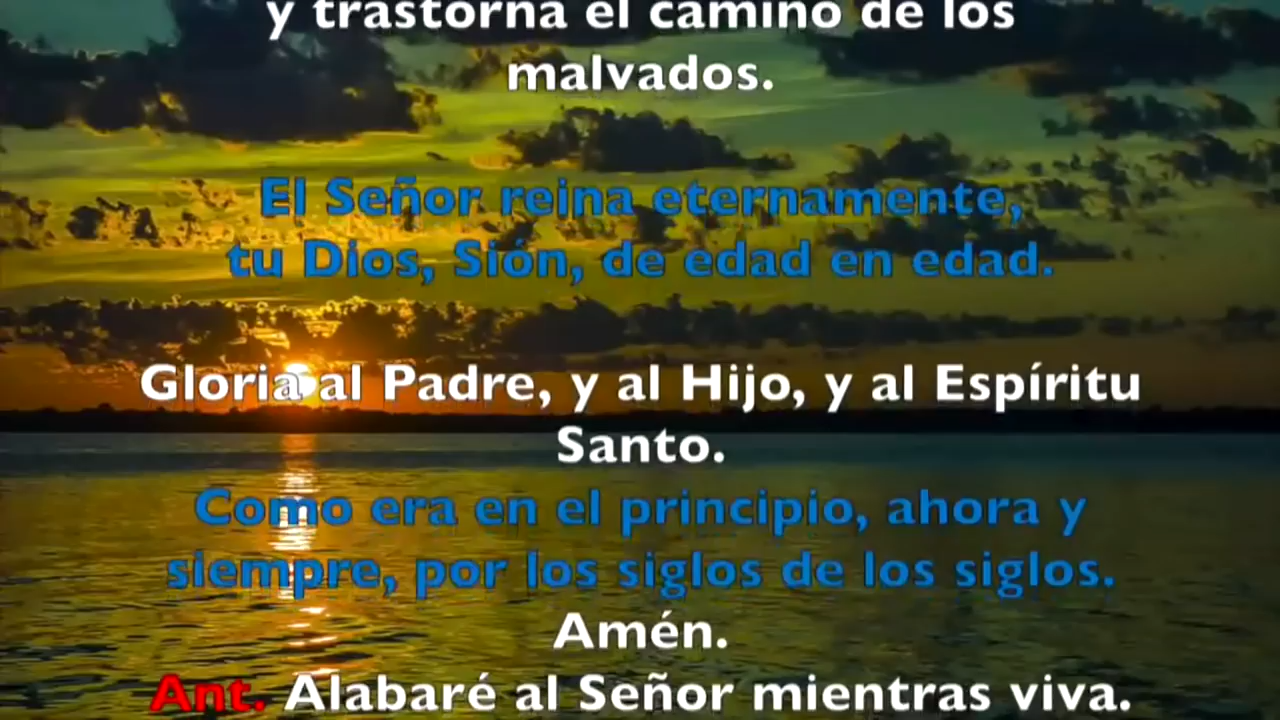 y trastorna el camino de los
malvados.
El Señor reina eternamente,
tu Dios, Sión, de edad en edad.
Gloria al Padre, y al Hijo, y al Espíritu
Santo.
Como era en el principio, ahora y
siempre, por los siglos de los siglos.
Amén.
Ant. Alabaré al Señor mientras viva.